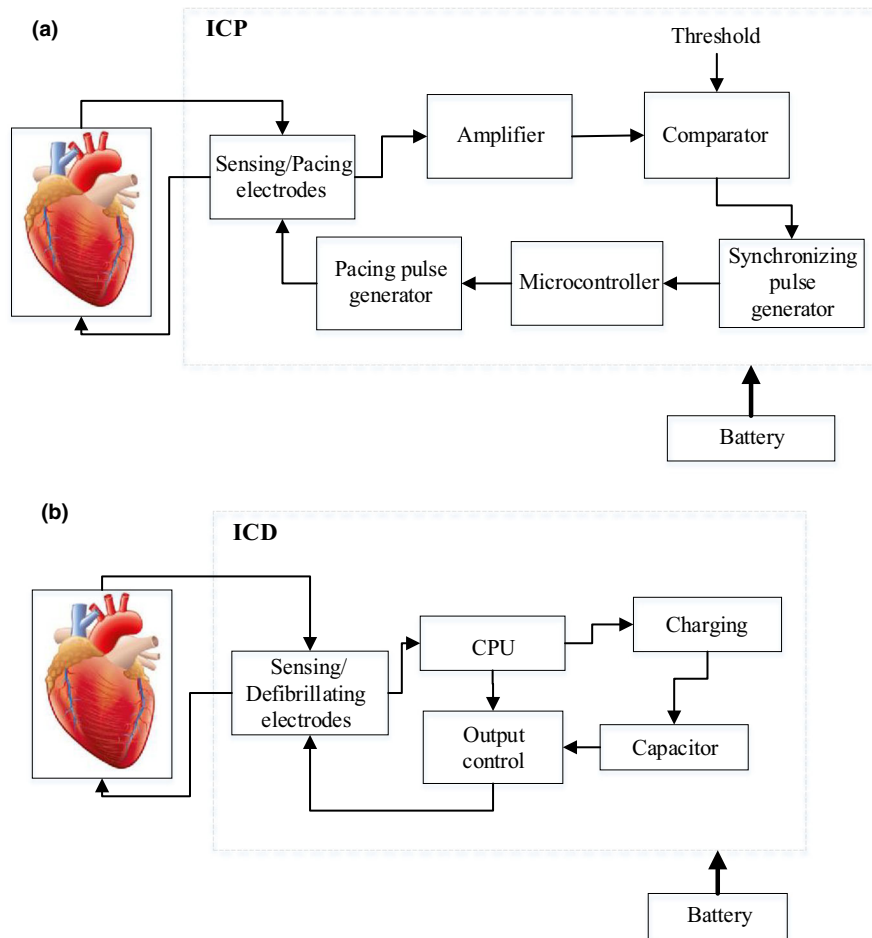 (a)
ICP
Threshold
Amplifier
Comparator
Sensing/Pacing
electrodes
Pacing pulse
generator
Microcontroller
Synchronizing
pulse
generator
Battery
(b)
ICD
Charging
CPU
Sensing/
Defibrillating
electrodes
Output
control
Capacitor
Battery